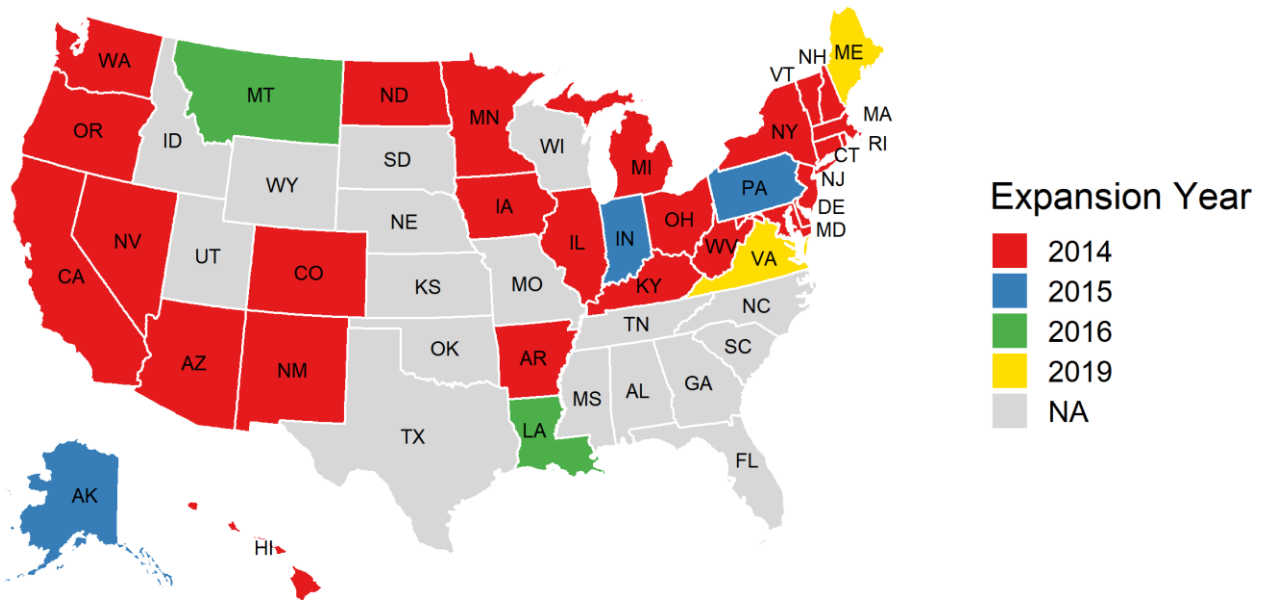 ME
NH
VT
WA
MT
ND
MN
MA
OR
NY
RI
ID
WI
CT
SD
MI
WY
PA
NJ
IA
DE
NE
OH
MD
NV
IL
IN
WV
UT
VA
CA
CO
KS
MO
KY
NC
TN
OK
SC
AZ
NM
AR
GA
MS
AL
TX
LA
FL
AK
HI
Expansion Year
2014
2015
2016
2019
NA